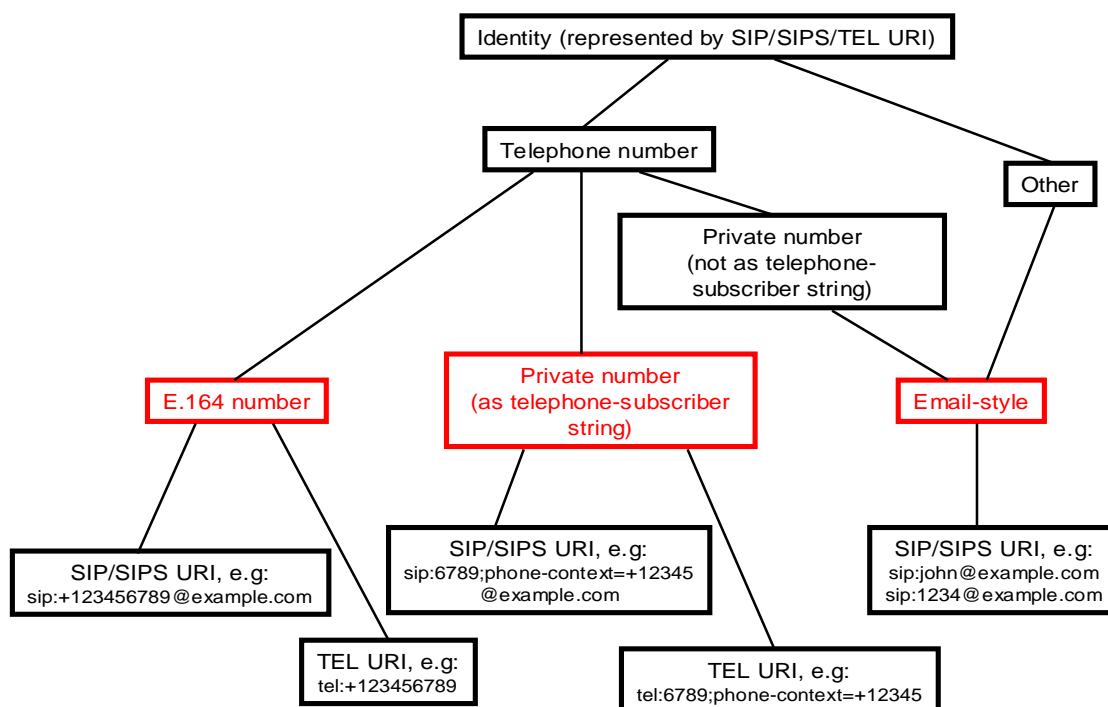 Identity (represented by SIP/SIPS/TEL URI)
Telephone number
Other
Private number
(not as telephone-
subscriber string)
E.164 number
Private number
(as telephone-subscriber
string)
Email-style
SIP/SIPS URI, e.g:
sip:+123456789@example.com
SIP/SIPS URI, e.g:
sip:6789;phone-context=+12345
@example.com
SIP/SIPS URI, e.g:
sip:john@example.com
sip:1234@example.com
TEL URI, e.g:
tel:+123456789
TEL URI, e.g:
tel:6789;phone-context=+12345